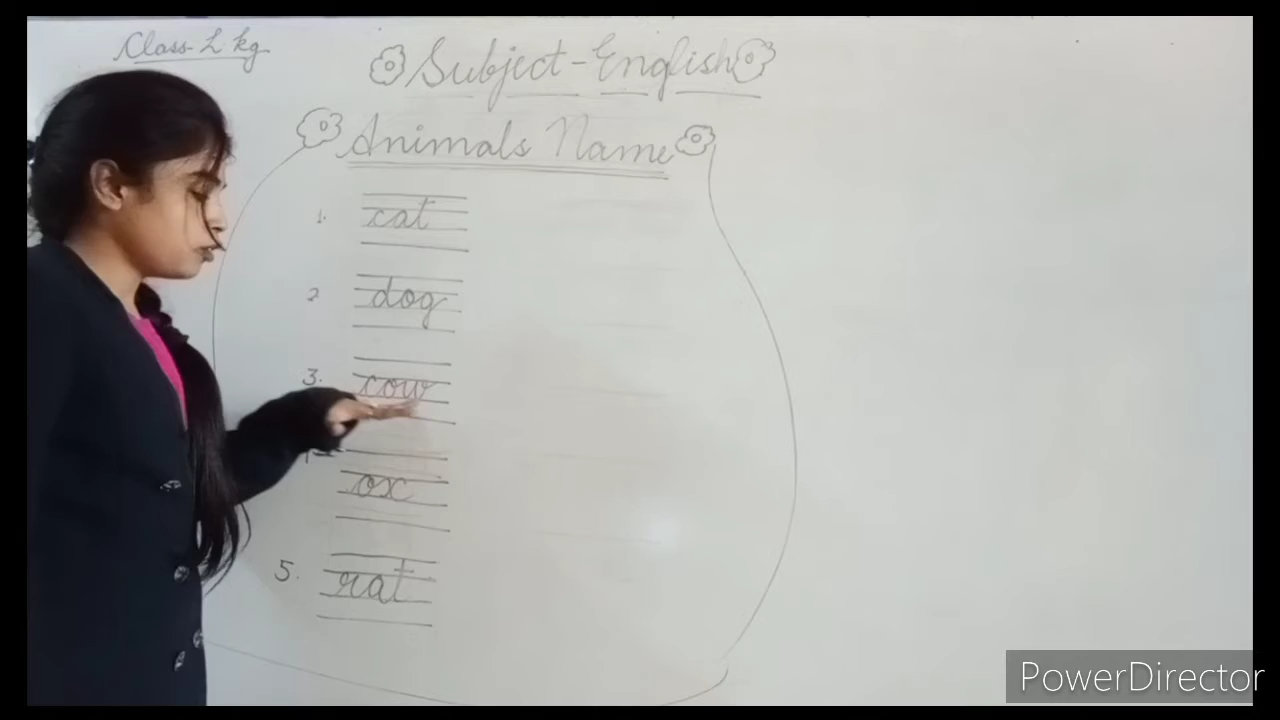 Class- L kg
Subject - English
Animals Name
1. cat
2. dog
3. cow
ox
5. rat
PowerDirector